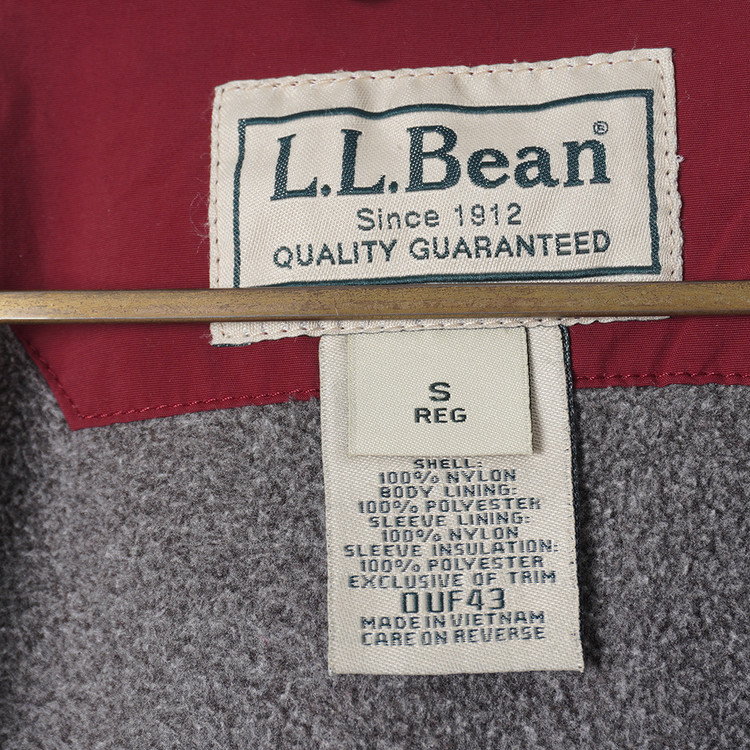 L.L.Bean®
Since 1912
QUALITY GUARANTEED
S
REG
SHELL:
100% NYLON
BODY LINING:
100% POLYESTER
SLEEVE LINING:
100% NYLON
SLEEVE INSULATION:
100% POLYESTER
EXCLUSIVE OF TRIM
0UF43
MADE IN VIETNAM
CARE ON REVERSE